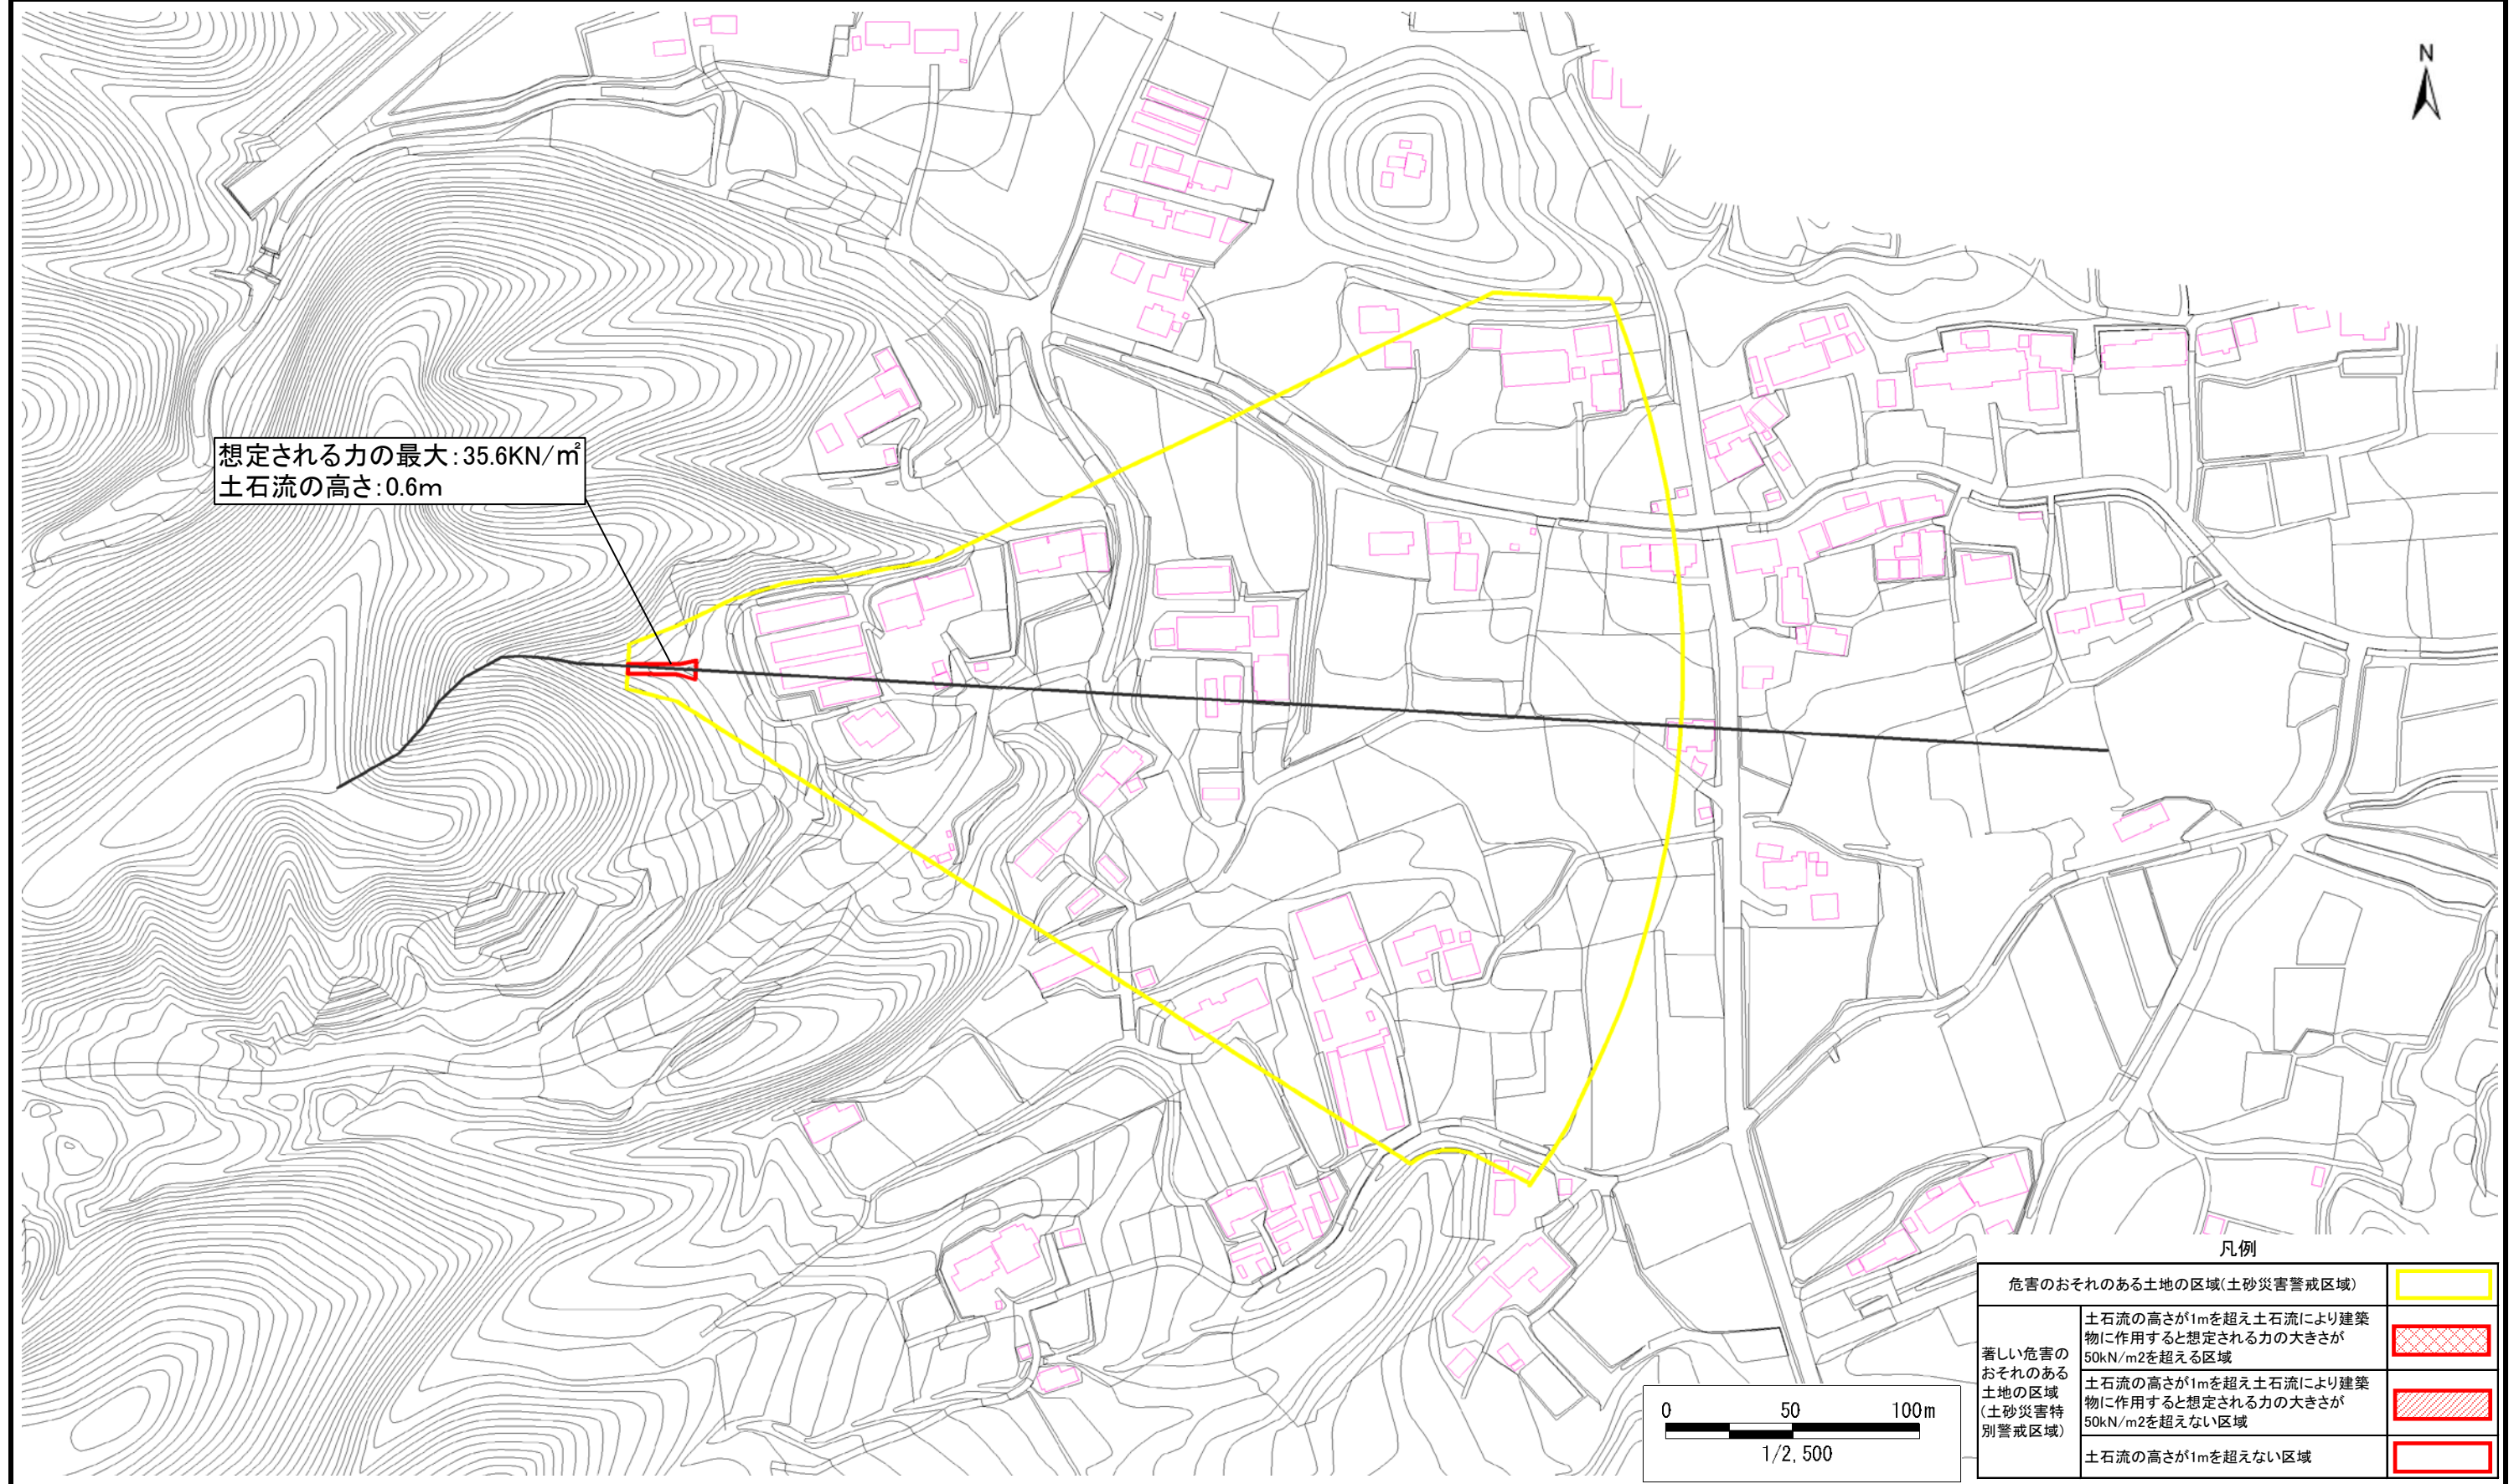 N
想定される力の最大:35.6KN/㎡
土石流の高さ:0.6m
凡例
危害のおそれのある土地の区域(土砂災害警戒区域)
著しい危害の
おそれのある
土地の区域
(土砂災害特
別警戒区域)
土石流の高さが1mを超え土石流により建築
物に作用すると想定される力の大きさが
50kN/m2を超える区域
土石流の高さが1mを超え土石流により建築
物に作用すると想定される力の大きさが
50kN/m2を超えない区域
土石流の高さが1mを超えない区域
0 50 100m
1/2,500